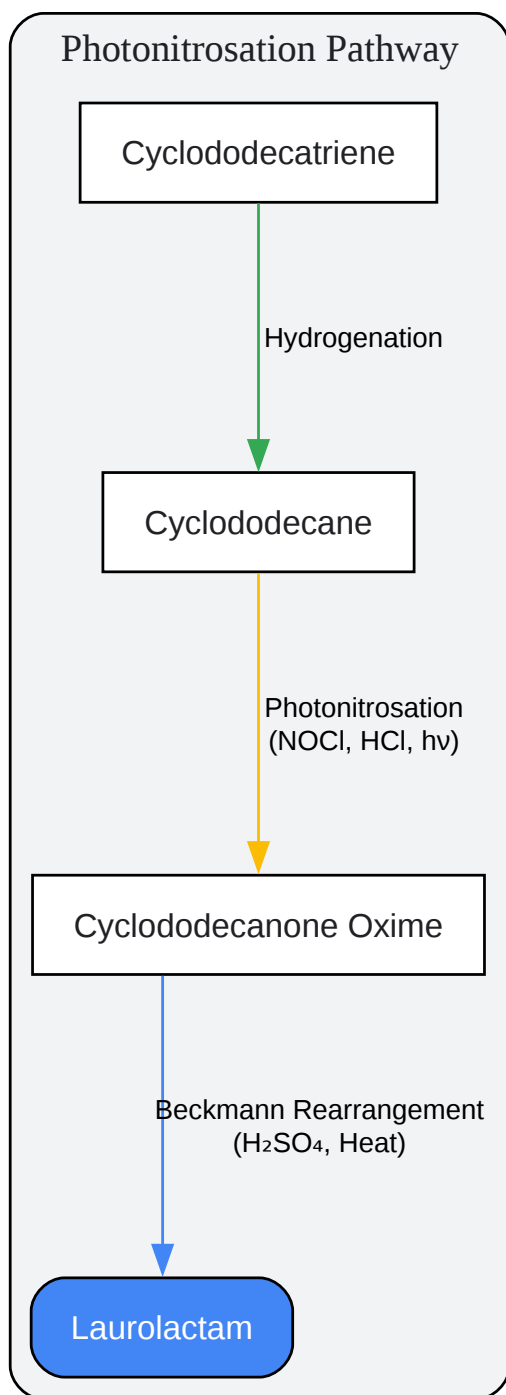 Photonitrosation Pathway
Cyclododecatriene
Hydrogenation
Cyclododecane
Photonitrosation
(NOCl, HCl, hν)
Cyclododecanone Oxime
Beckmann Rearrangement
(H₂SO₄, Heat)
Laurolactam